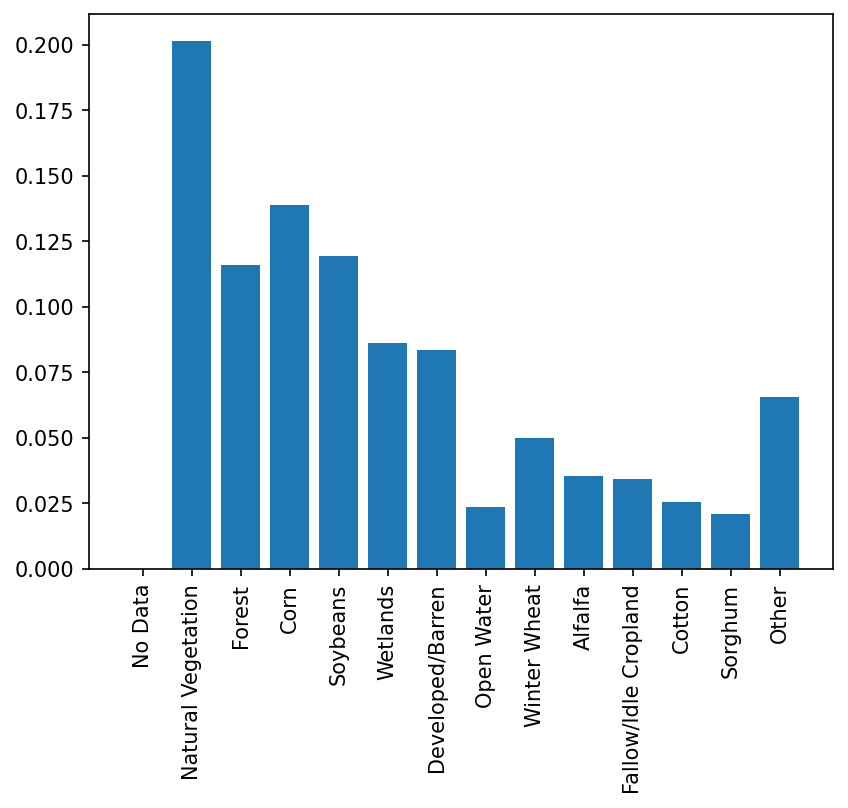 0.200
0.175
0.150
0.125
0.100
0.075
0.050
0.025
0.000
No Data
Natural Vegetation
Forest
Corn
Soybeans
Wetlands
Developed/Barren
Open Water
Winter Wheat
Alfalfa
Fallow/Idle Cropland
Cotton
Sorghum
Other